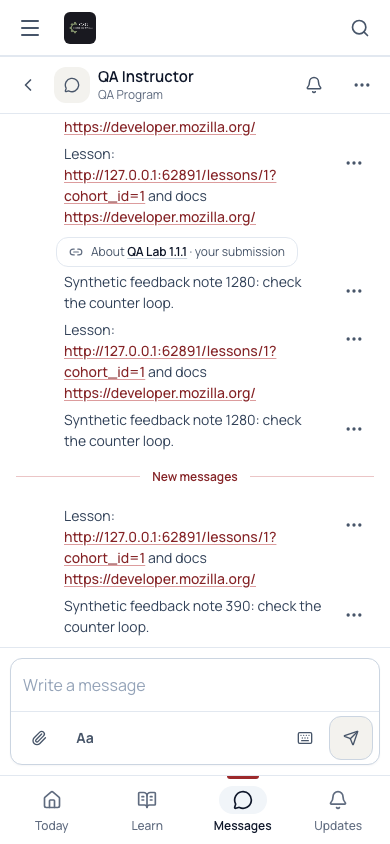 QA Instructor
QA Program
https://developer.mozilla.org/
Lesson:
http://127.0.0.1:62891/lessons/1?
cohort_id=1 and docs
https://developer.mozilla.org/
About QA Lab 1.1.1 · your submission
Synthetic feedback note 1280: check
the counter loop.
Lesson:
http://127.0.0.1:62891/lessons/1?
cohort_id=1 and docs
https://developer.mozilla.org/
Synthetic feedback note 1280: check
the counter loop.
New messages
Lesson:
http://127.0.0.1:62891/lessons/1?
cohort_id=1 and docs
https://developer.mozilla.org/
Synthetic feedback note 390: check the
counter loop.
Write a message
Aa
Today Learn Messages Updates